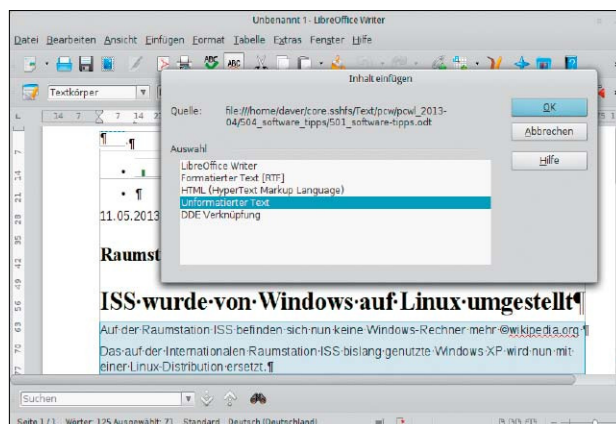 Unbenannt 1 - LibreOffice Writer
Datei Bearbeiten Ansicht Einfügen Format Tabelle Extras Fenster Hilfe
Textkörper
Inhalt einfügen
Quelle: file:///home/daver/core.sshfs/Text/pcw/pcwl_2013-
04/504_software_tipps/501_software-tipps.odt
OK
Abbrechen
Hilfe
Auswahl
LibreOffice Writer
Formatierter Text [RTF]
HTML (HyperText Markup Language)
Unformatierter Text
DDE Verknüpfung
11.05.2013
Raumst
ISS·wurde·von·Windows·auf·Linux·umgestellt¶
Auf·der·Raumstation·ISS·befinden·sich·nun·keine·Windows-Rechner·mehr·©wikipedia.org·¶
Das·auf·der·Internationalen·Raumstation·ISS·bislang·genutzte·Windows·XP·wird·nun·mit·
einer·Linux-Distribution·ersetzt.¶
Suchen
Seite 1 / 1 Wörter: 125 Ausgewählt: 71 Standard Deutsch (Deutschland)